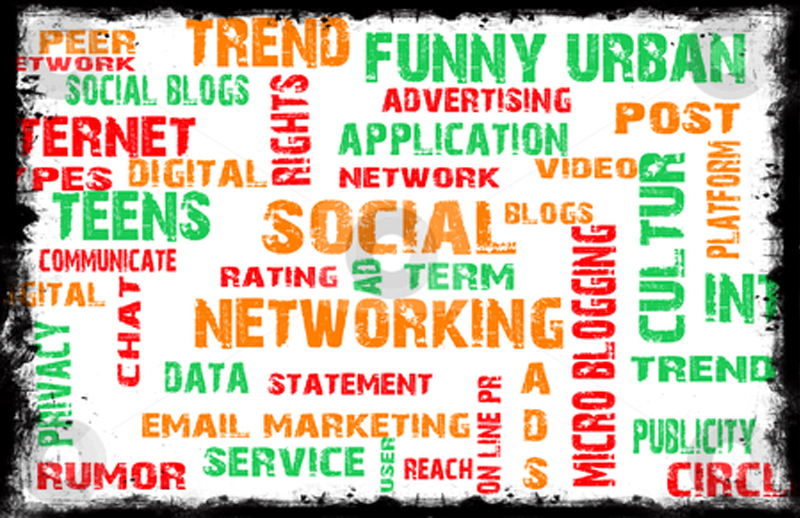 PEER
TREND
FUNNY URBAN
ETWORK
SOCIAL BLOGS
RIGHTS
ADVERTISING
POST
TERNET
APPLICATION
YPES
DIGITAL
NETWORK
VIDEO
CULTUR
PLATFORM
TEENS
SOCIAL
BLOGS
COMMUNICATE
RATING
AD
TERM
MICRO BLOGGING
INT
IGITAL
CHAT
NETWORKING
PRIVALY
DATA
STATEMENT
ADS
TREND
EMAIL MARKETING
ON LINE PR
PUBLICITY
RUMOR
SERVICE
USER
REACH
CIRCL